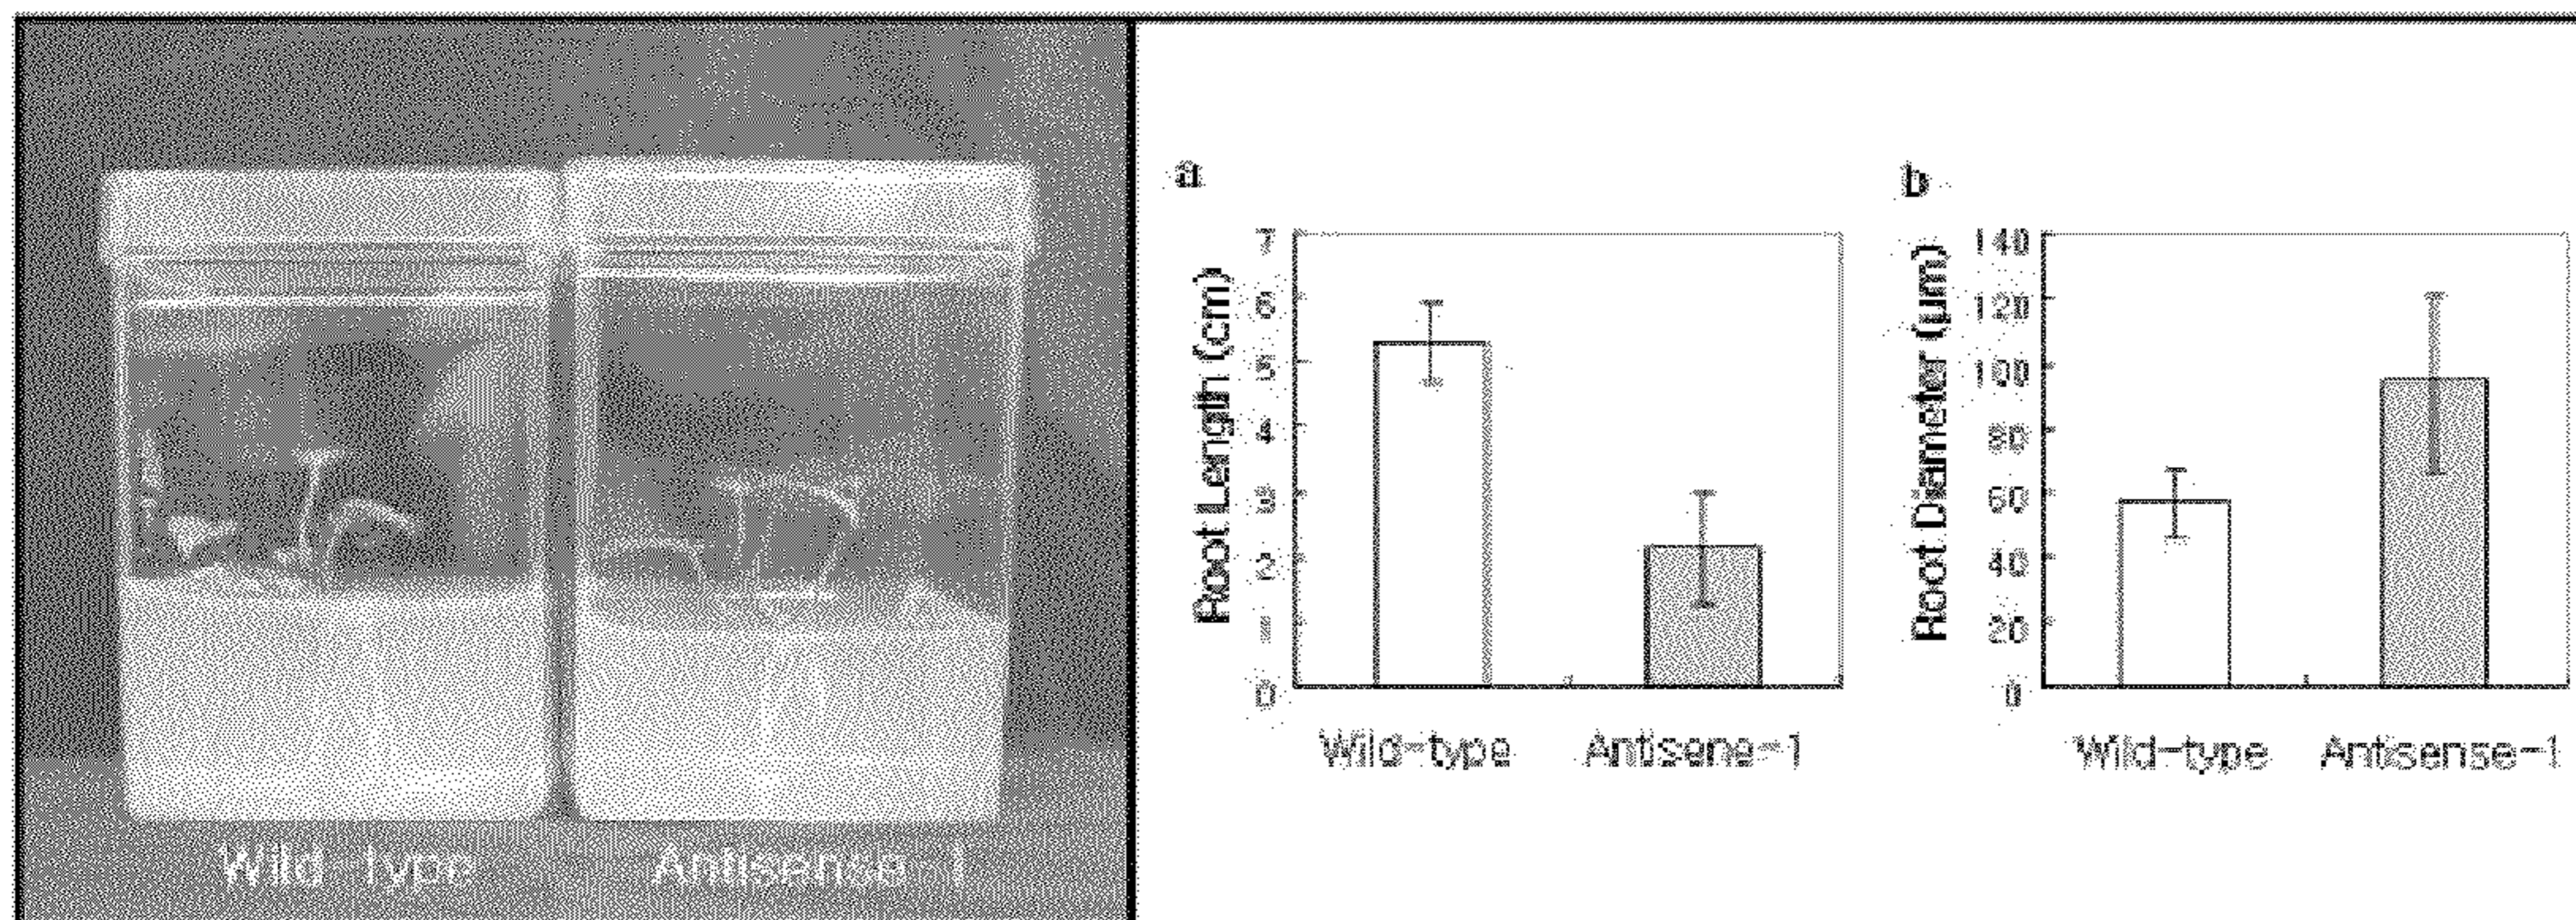 Wild-type
Antisense-1
a
Root Length (cm)
7
6
5
4
3
2
1
0
Wild-type
Antisene-1
b
Root Diameter (μm)
140
120
100
80
60
40
20
0
Wild-type
Antisense-1